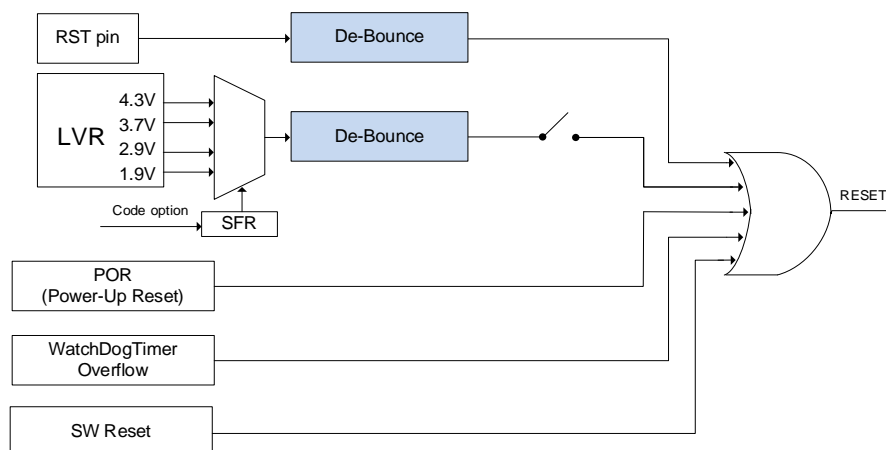 RST pin
De-Bounce
LVR
4.3V
3.7V
2.9V
1.9V
De-Bounce
Code option
SFR
RESET
POR
(Power-Up Reset)
WatchDogTimer
Overflow
SW Reset